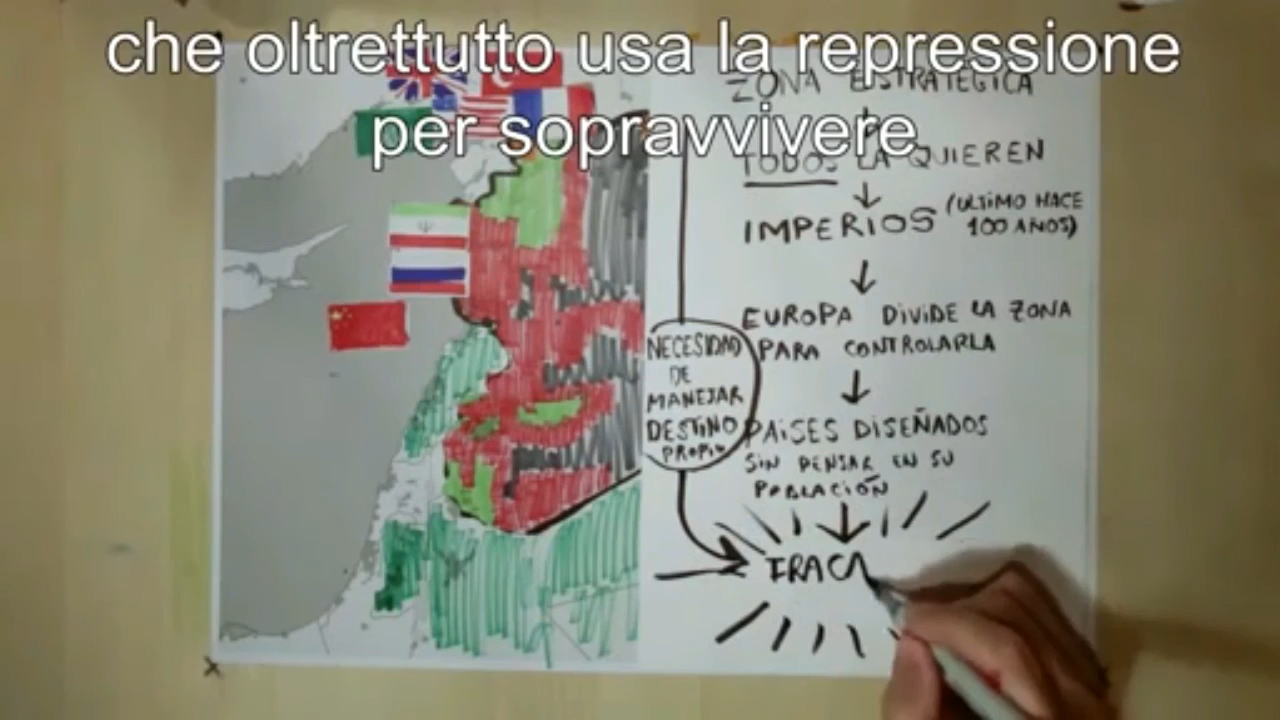 che oltrettutto usa la repressione
per sopravvivere
ZONA ESTRATEGICA
TODOS LA QUIEREN
IMPERIOS (ULTIMO HACE
100 AÑOS)
EUROPA DIVIDE LA ZONA
PARA CONTROLARLA
PAISES DISEÑADOS
SIN PENSAR EN SU
POBLACIÓN
NECESIDAD
DE
MANEJAR
DESTINO
PROPIO
FRACA